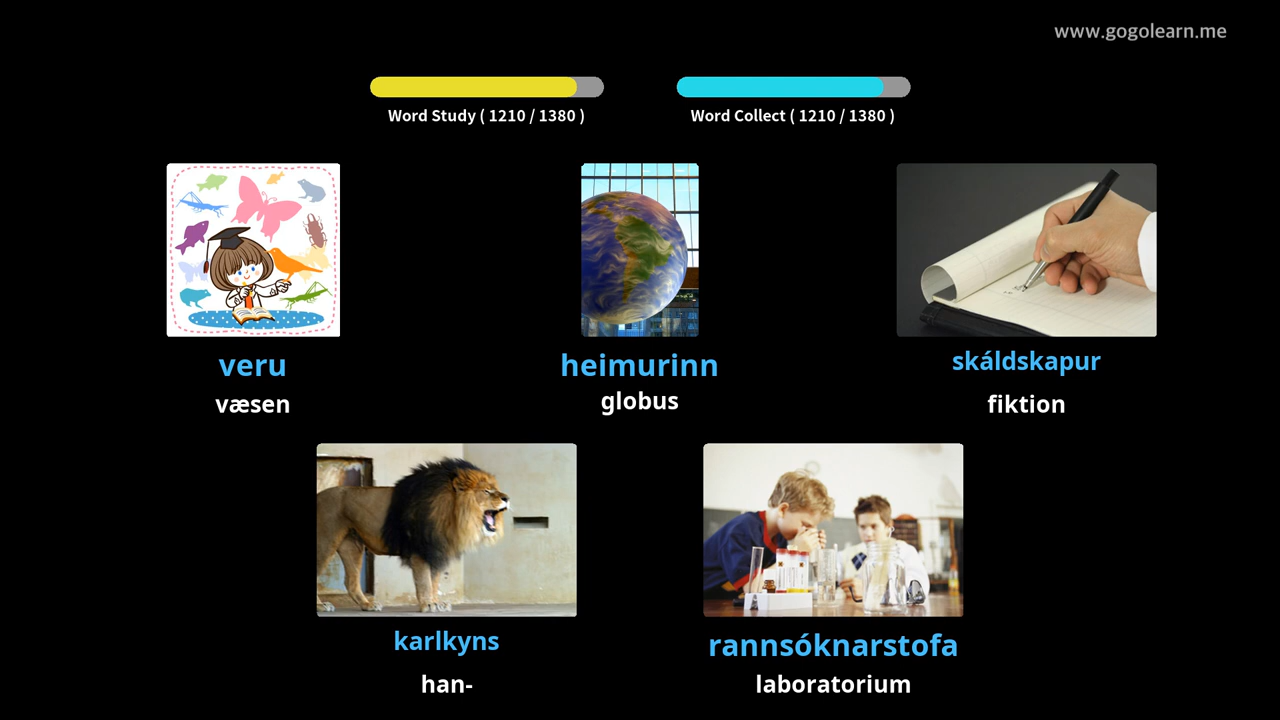 www.gogolearn.me
Word Study ( 1210 / 1380 )
Word Collect ( 1210 / 1380 )
veru
væsen
heimurinn
globus
skáldskapur
fiktion
karlkyns
han-
rannsóknarstofa
laboratorium